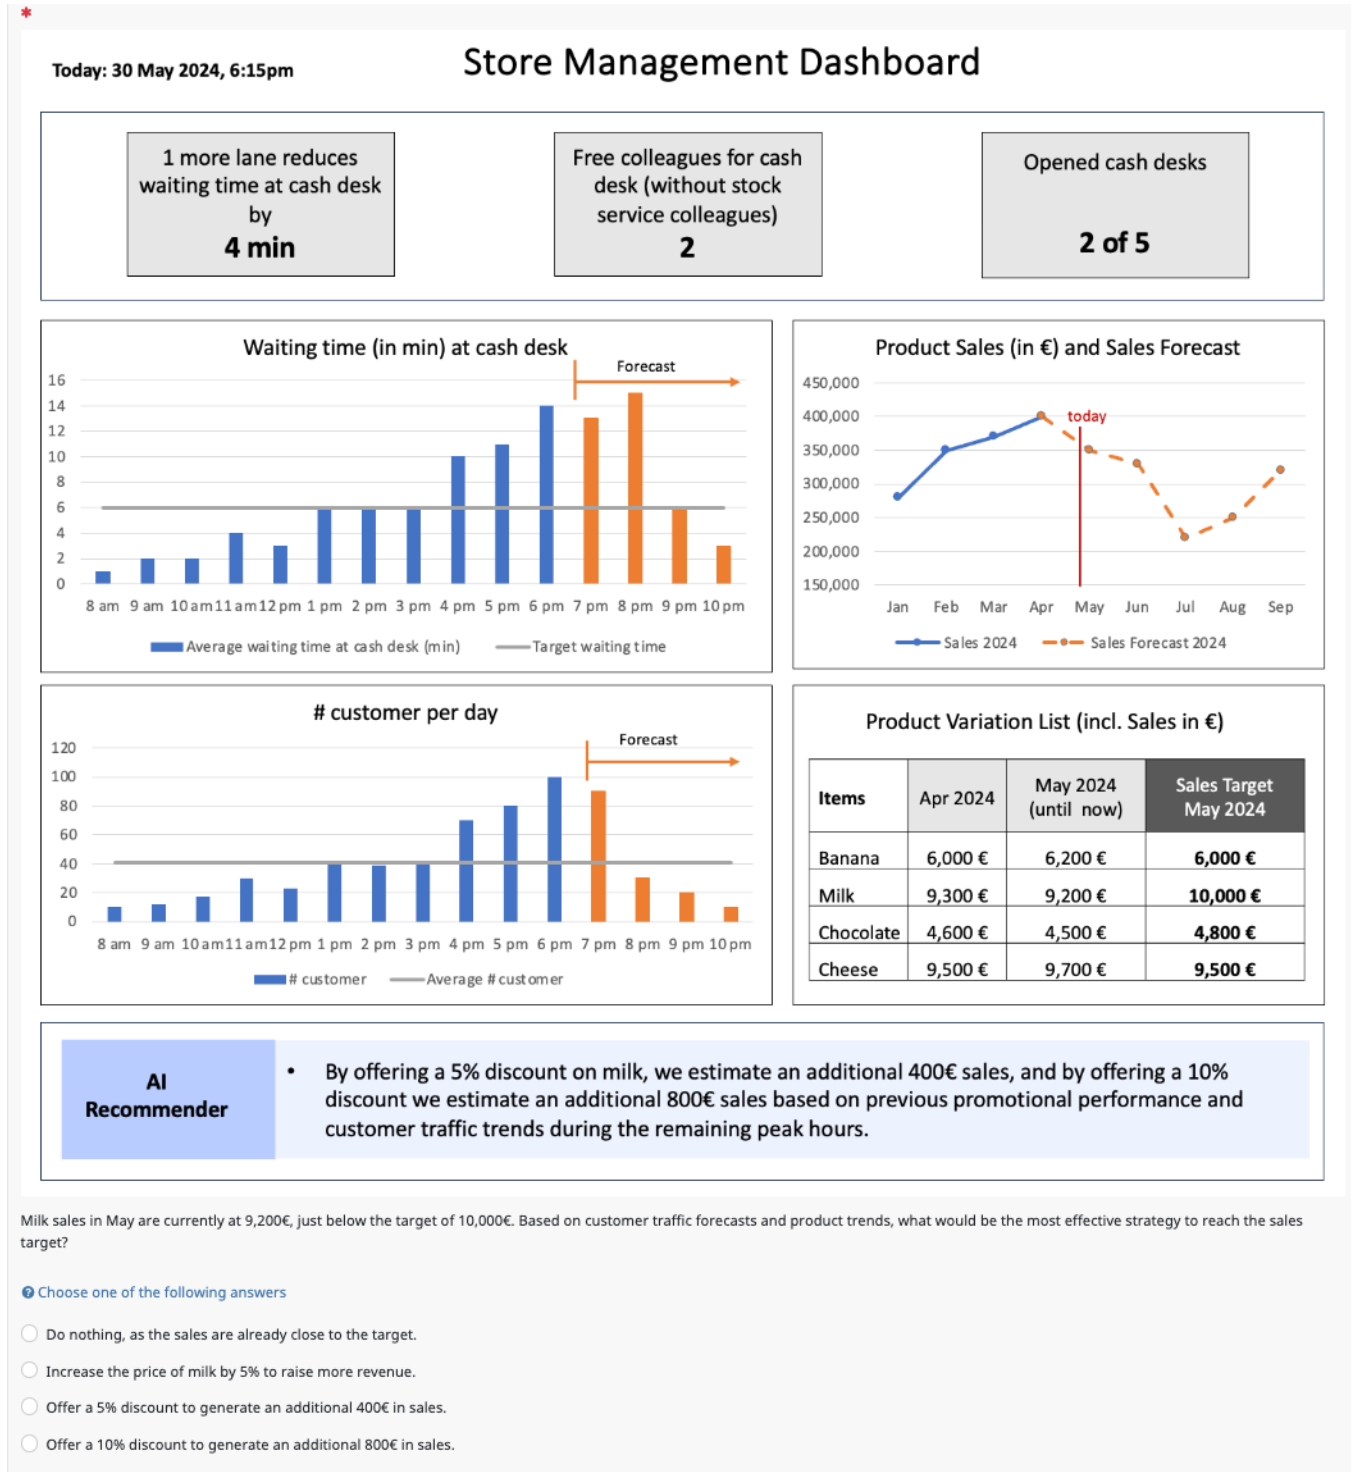 *
Today: 30 May 2024, 6:15pm
Store Management Dashboard
1 more lane reduces
waiting time at cash desk
by
4 min
Free colleagues for cash
desk (without stock
service colleagues)
2
Opened cash desks
2 of 5
Waiting time (in min) at cash desk
Forecast
16
14
12
10
8
6
4
2
0
8 am 9 am 10 am 11 am 12 pm 1 pm 2 pm 3 pm 4 pm 5 pm 6 pm 7 pm 8 pm 9 pm 10 pm
Average waiting time at cash desk (min) Target waiting time
Product Sales (in €) and Sales Forecast
450,000
400,000
350,000
300,000
250,000
200,000
150,000
today
Jan Feb Mar Apr May Jun Jul Aug Sep
Sales 2024 Sales Forecast 2024
# customer per day
Forecast
120
100
80
60
40
20
0
8 am 9 am 10 am 11 am 12 pm 1 pm 2 pm 3 pm 4 pm 5 pm 6 pm 7 pm 8 pm 9 pm 10 pm
# customer Average # customer
Product Variation List (incl. Sales in €)
Items Apr 2024 May 2024 (until now) Sales Target May 2024
Banana 6,000 € 6,200 € 6,000 €
Milk 9,300 € 9,200 € 10,000 €
Chocolate 4,600 € 4,500 € 4,800 €
Cheese 9,500 € 9,700 € 9,500 €
AI
Recommender
• By offering a 5% discount on milk, we estimate an additional 400€ sales, and by offering a 10%
discount we estimate an additional 800€ sales based on previous promotional performance and
customer traffic trends during the remaining peak hours.
Milk sales in May are currently at 9,200€, just below the target of 10,000€. Based on customer traffic forecasts and product trends, what would be the most effective strategy to reach the sales
target?
? Choose one of the following answers
Do nothing, as the sales are already close to the target.
Increase the price of milk by 5% to raise more revenue.
Offer a 5% discount to generate an additional 400€ in sales.
Offer a 10% discount to generate an additional 800€ in sales.